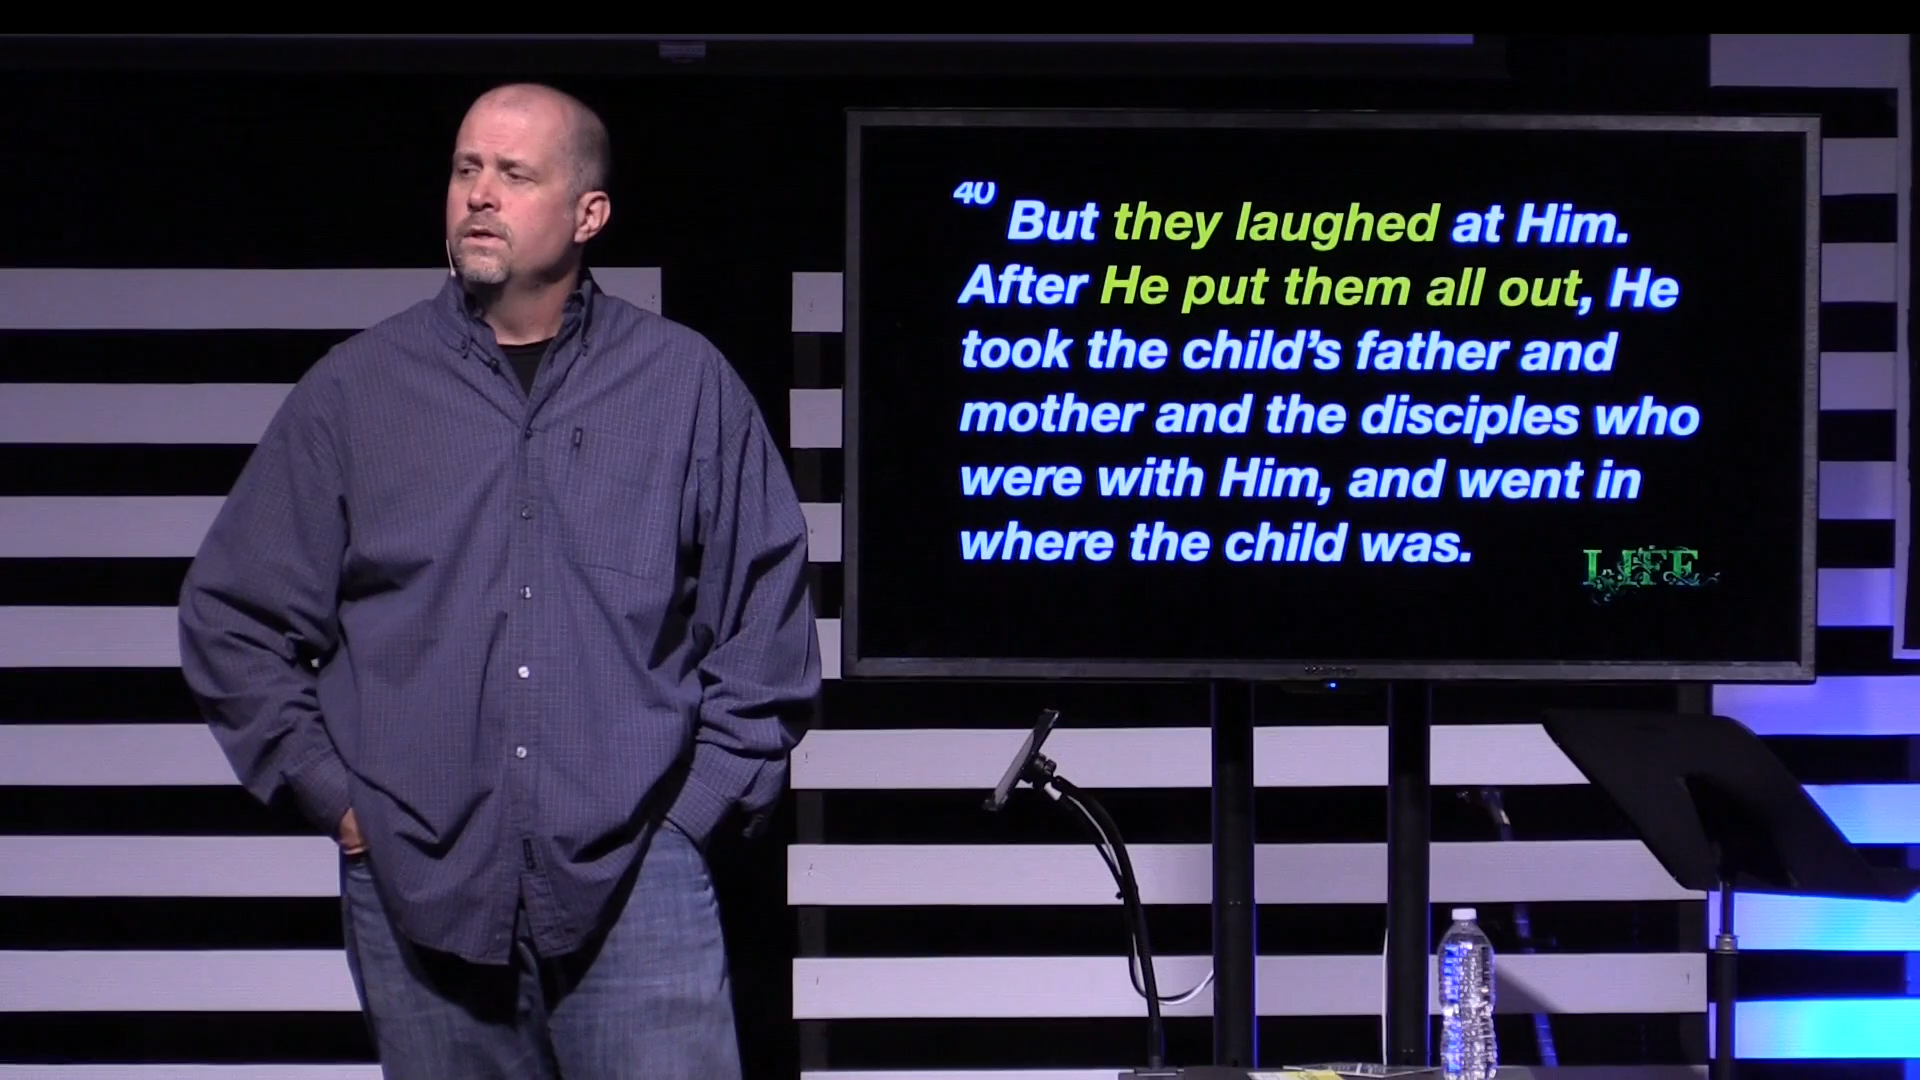 40 But they laughed at Him.
After He put them all out, He
took the child’s father and
mother and the disciples who
were with Him, and went in
where the child was.
LIFE